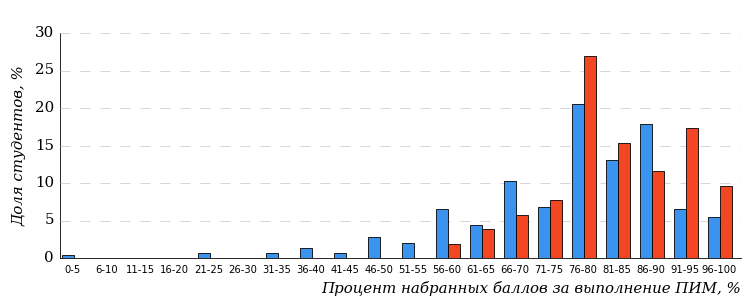 30
25
20
15
10
5
0
Доля студентов, %
0-5 6-10 11-15 16-20 21-25 26-30 31-35 36-40 41-45 46-50 51-55 56-60 61-65 66-70 71-75 76-80 81-85 86-90 91-95 96-100
Процент набранных баллов за выполнение ПИМ, %